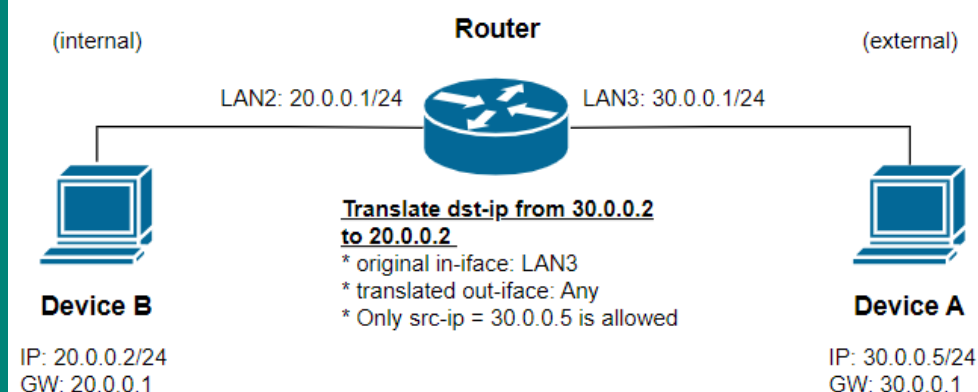 Router
(internal)
(external)
LAN2: 20.0.0.1/24
LAN3: 30.0.0.1/24
Translate dst-ip from 30.0.0.2
to 20.0.0.2
* original in-iface: LAN3
* translated out-iface: Any
* Only src-ip = 30.0.0.5 is allowed
Device B
IP: 20.0.0.2/24
GW: 20.0.0.1
Device A
IP: 30.0.0.5/24
GW: 30.0.0.1